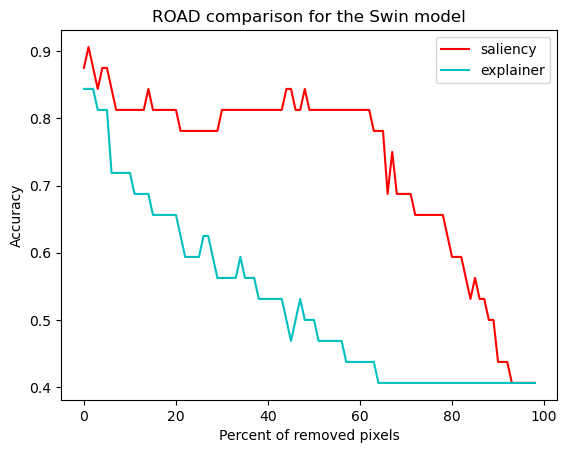 ROAD comparison for the Swin model
saliency
explainer
Accuracy
0.9
0.8
0.7
0.6
0.5
0.4
0
20
40
60
80
100
Percent of removed pixels